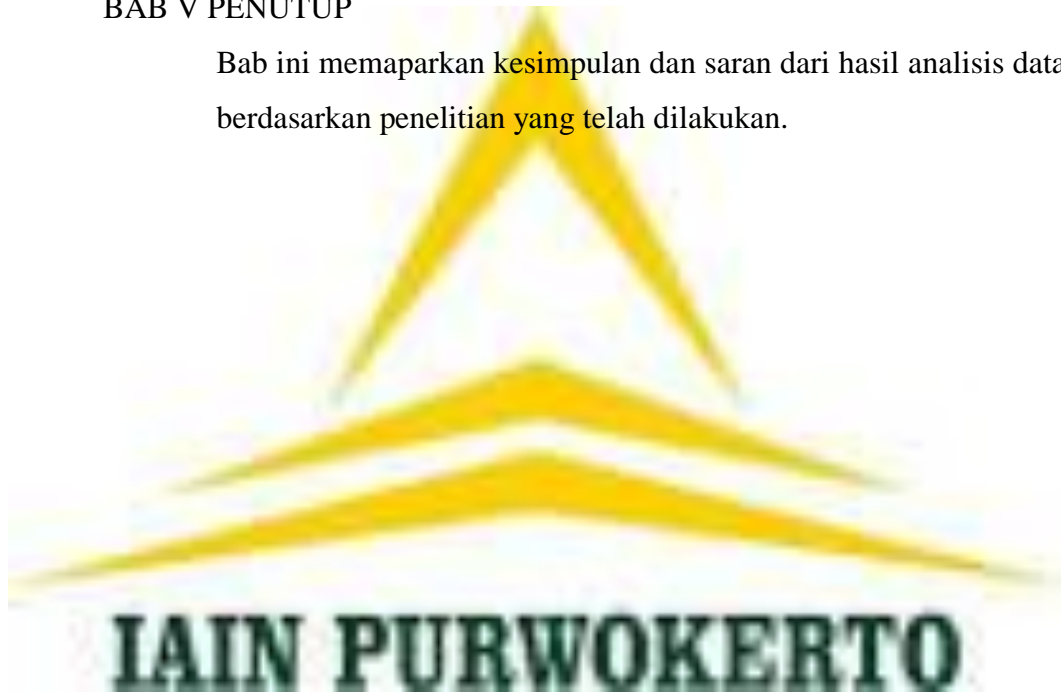 BAB V PENUTUP
Bab ini memaparkan kesimpulan dan saran dari hasil analisis data
berdasarkan penelitian yang telah dilakukan.
IAIN PURWOKERTO